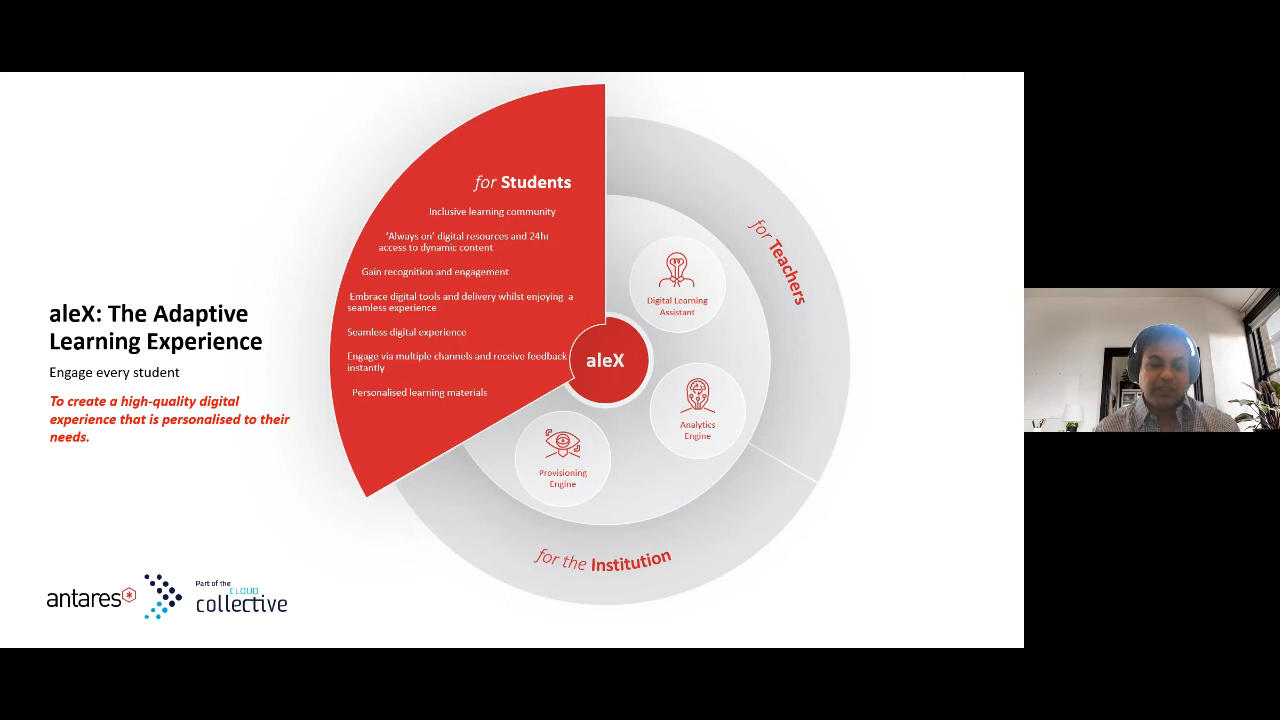 aleX: The Adaptive
Learning Experience
Engage every student
To create a high-quality digital
experience that is personalised to their
needs.
for Students
Inclusive learning community
'Always on' digital resources and 24hr
access to dynamic content
Gain recognition and engagement
Embrace digital tools and delivery whilst enjoying a
seamless experience
Seamless digital experience
Engage via multiple channels and receive feedback
instantly
Personalised learning materials
for Teachers
Digital Learning
Assistant
aleX
Analytics
Engine
Provisioning
Engine
for the Institution
antares
Part of the
CLOUD
collective